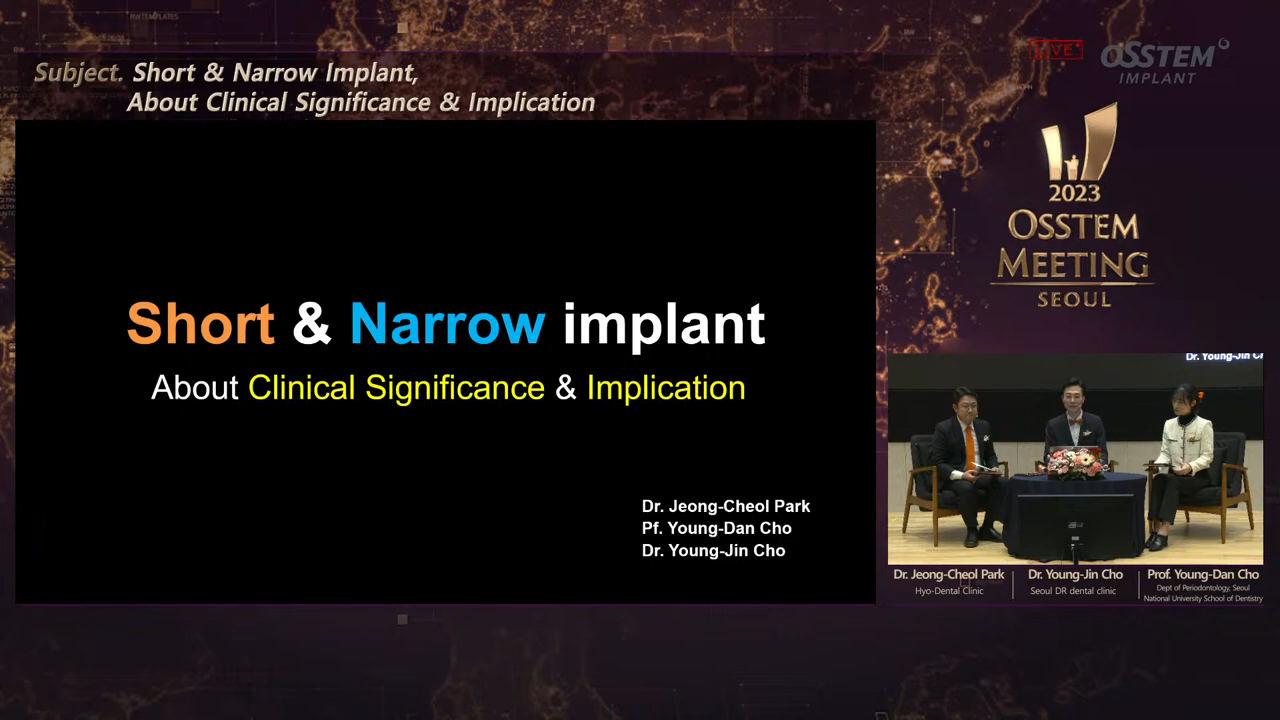 RWTEMPLATES
Subject. Short & Narrow Implant,
About Clinical Significance & Implication
LIVE
OSSTEM
IMPLANT
2023
OSSTEM
MEETING
SEOUL
Short & Narrow implant
About Clinical Significance & Implication
Dr. Jeong-Cheol Park
Pf. Young-Dan Cho
Dr. Young-Jin Cho
Dr. Jeong-Cheol Park
Hyo-Dental Clinic
Dr. Young-Jin Cho
Seoul DR dental clinic
Prof. Young-Dan Cho
Dept of Periodontology, Seoul
National University School of Dentistry